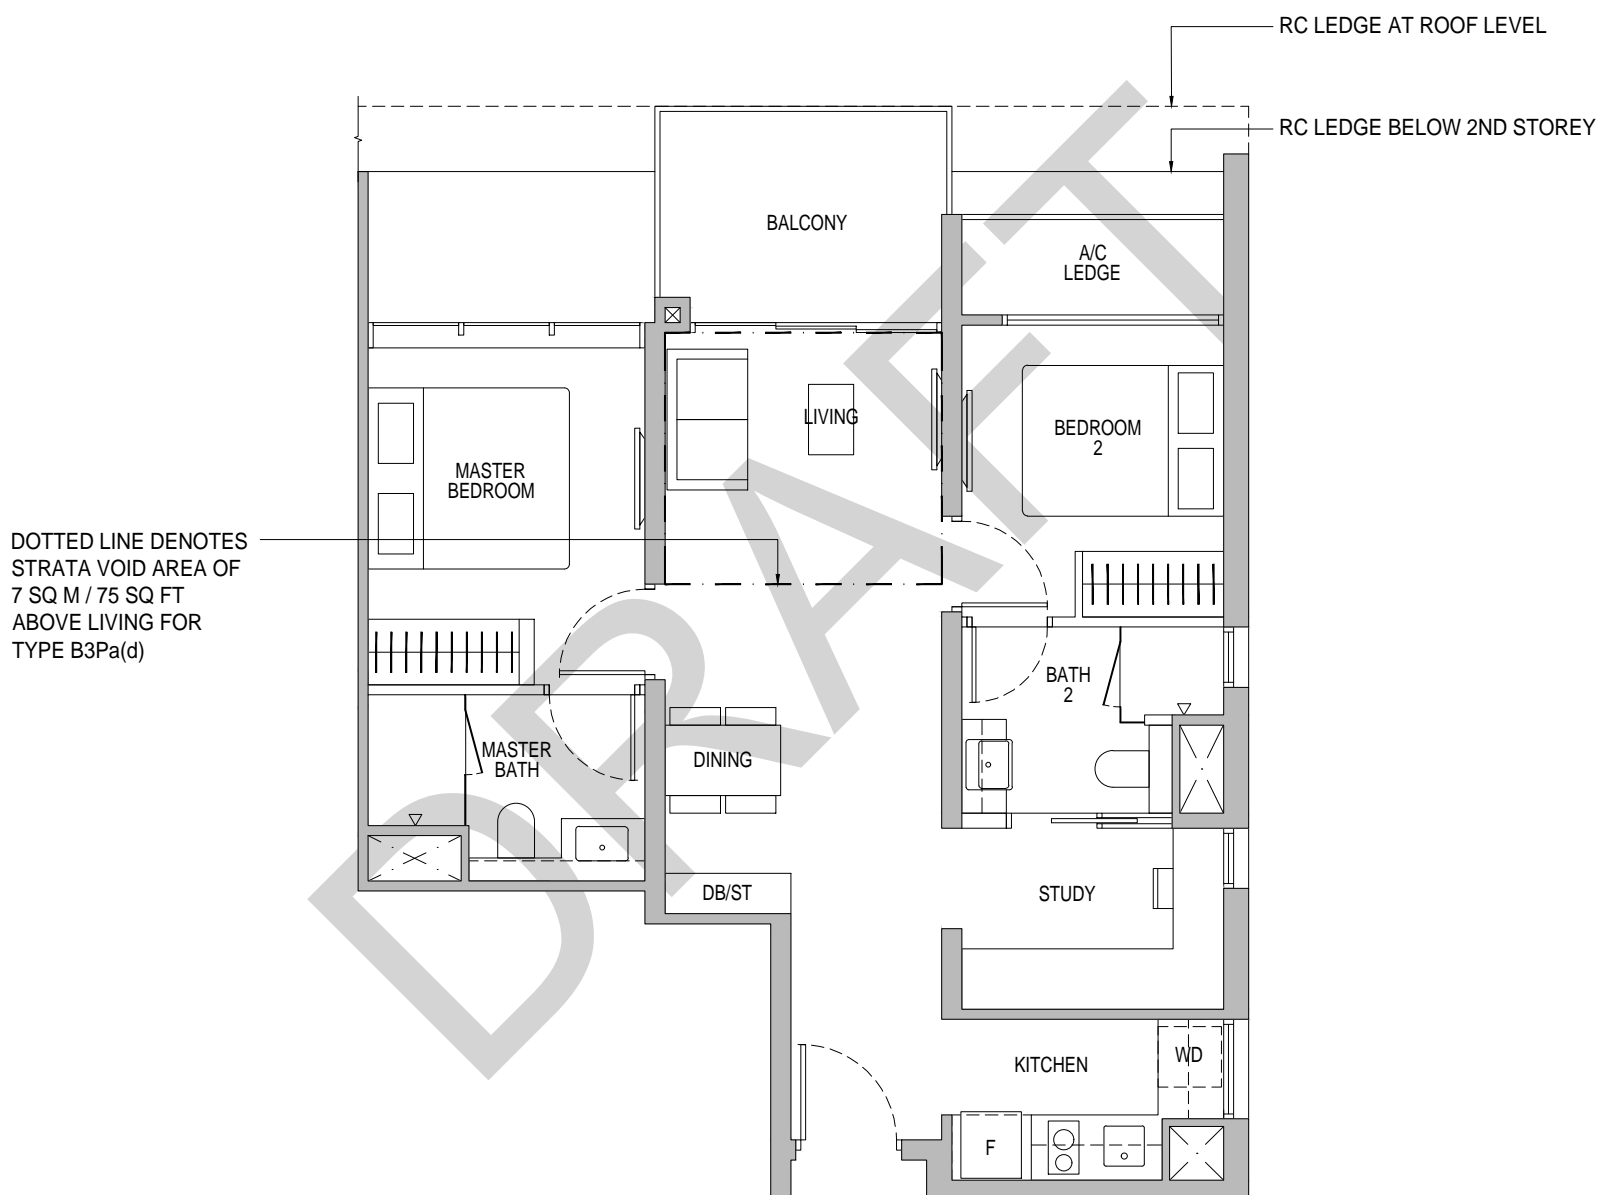 RC LEDGE AT ROOF LEVEL
RC LEDGE BELOW 2ND STOREY
BALCONY
A/C
LEDGE
LIVING
BEDROOM
2
MASTER
BEDROOM
DOTTED LINE DENOTES
STRATA VOID AREA OF
7 SQ M / 75 SQ FT
ABOVE LIVING FOR
TYPE B3Pa(d)
BATH
2
MASTER
BATH
DINING
DB/ST
STUDY
KITCHEN
WD
F
DRAFT